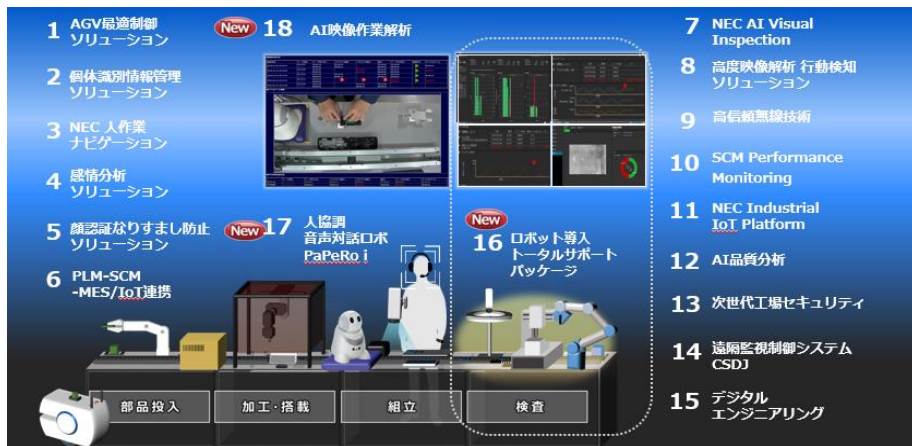 1 AGV最適制御
ソリューション
2 個体識別情報管理
ソリューション
3 NEC 人作業
ナビゲーション
4 感情分析
ソリューション
5 顔認証なりすまし防止
ソリューション
6 PLM-SCM
-MES/IoT連携
New 18 AI映像作業解析
New 17 人協調
音声対話ロボ
PaPeRo i
New
16 ロボット導入
トータルサポート
パッケージ
7 NEC AI Visual
Inspection
8 高度映像解析 行動検知
ソリューション
9 高信頼無線技術
10 SCM Performance
Monitoring
11 NEC Industrial
IoT Platform
12 AI品質分析
13 次世代工場セキュリティ
14 遠隔監視制御システム
CSDJ
15 デジタル
エンジニアリング
部品投入
加工・搭載
組立
検査